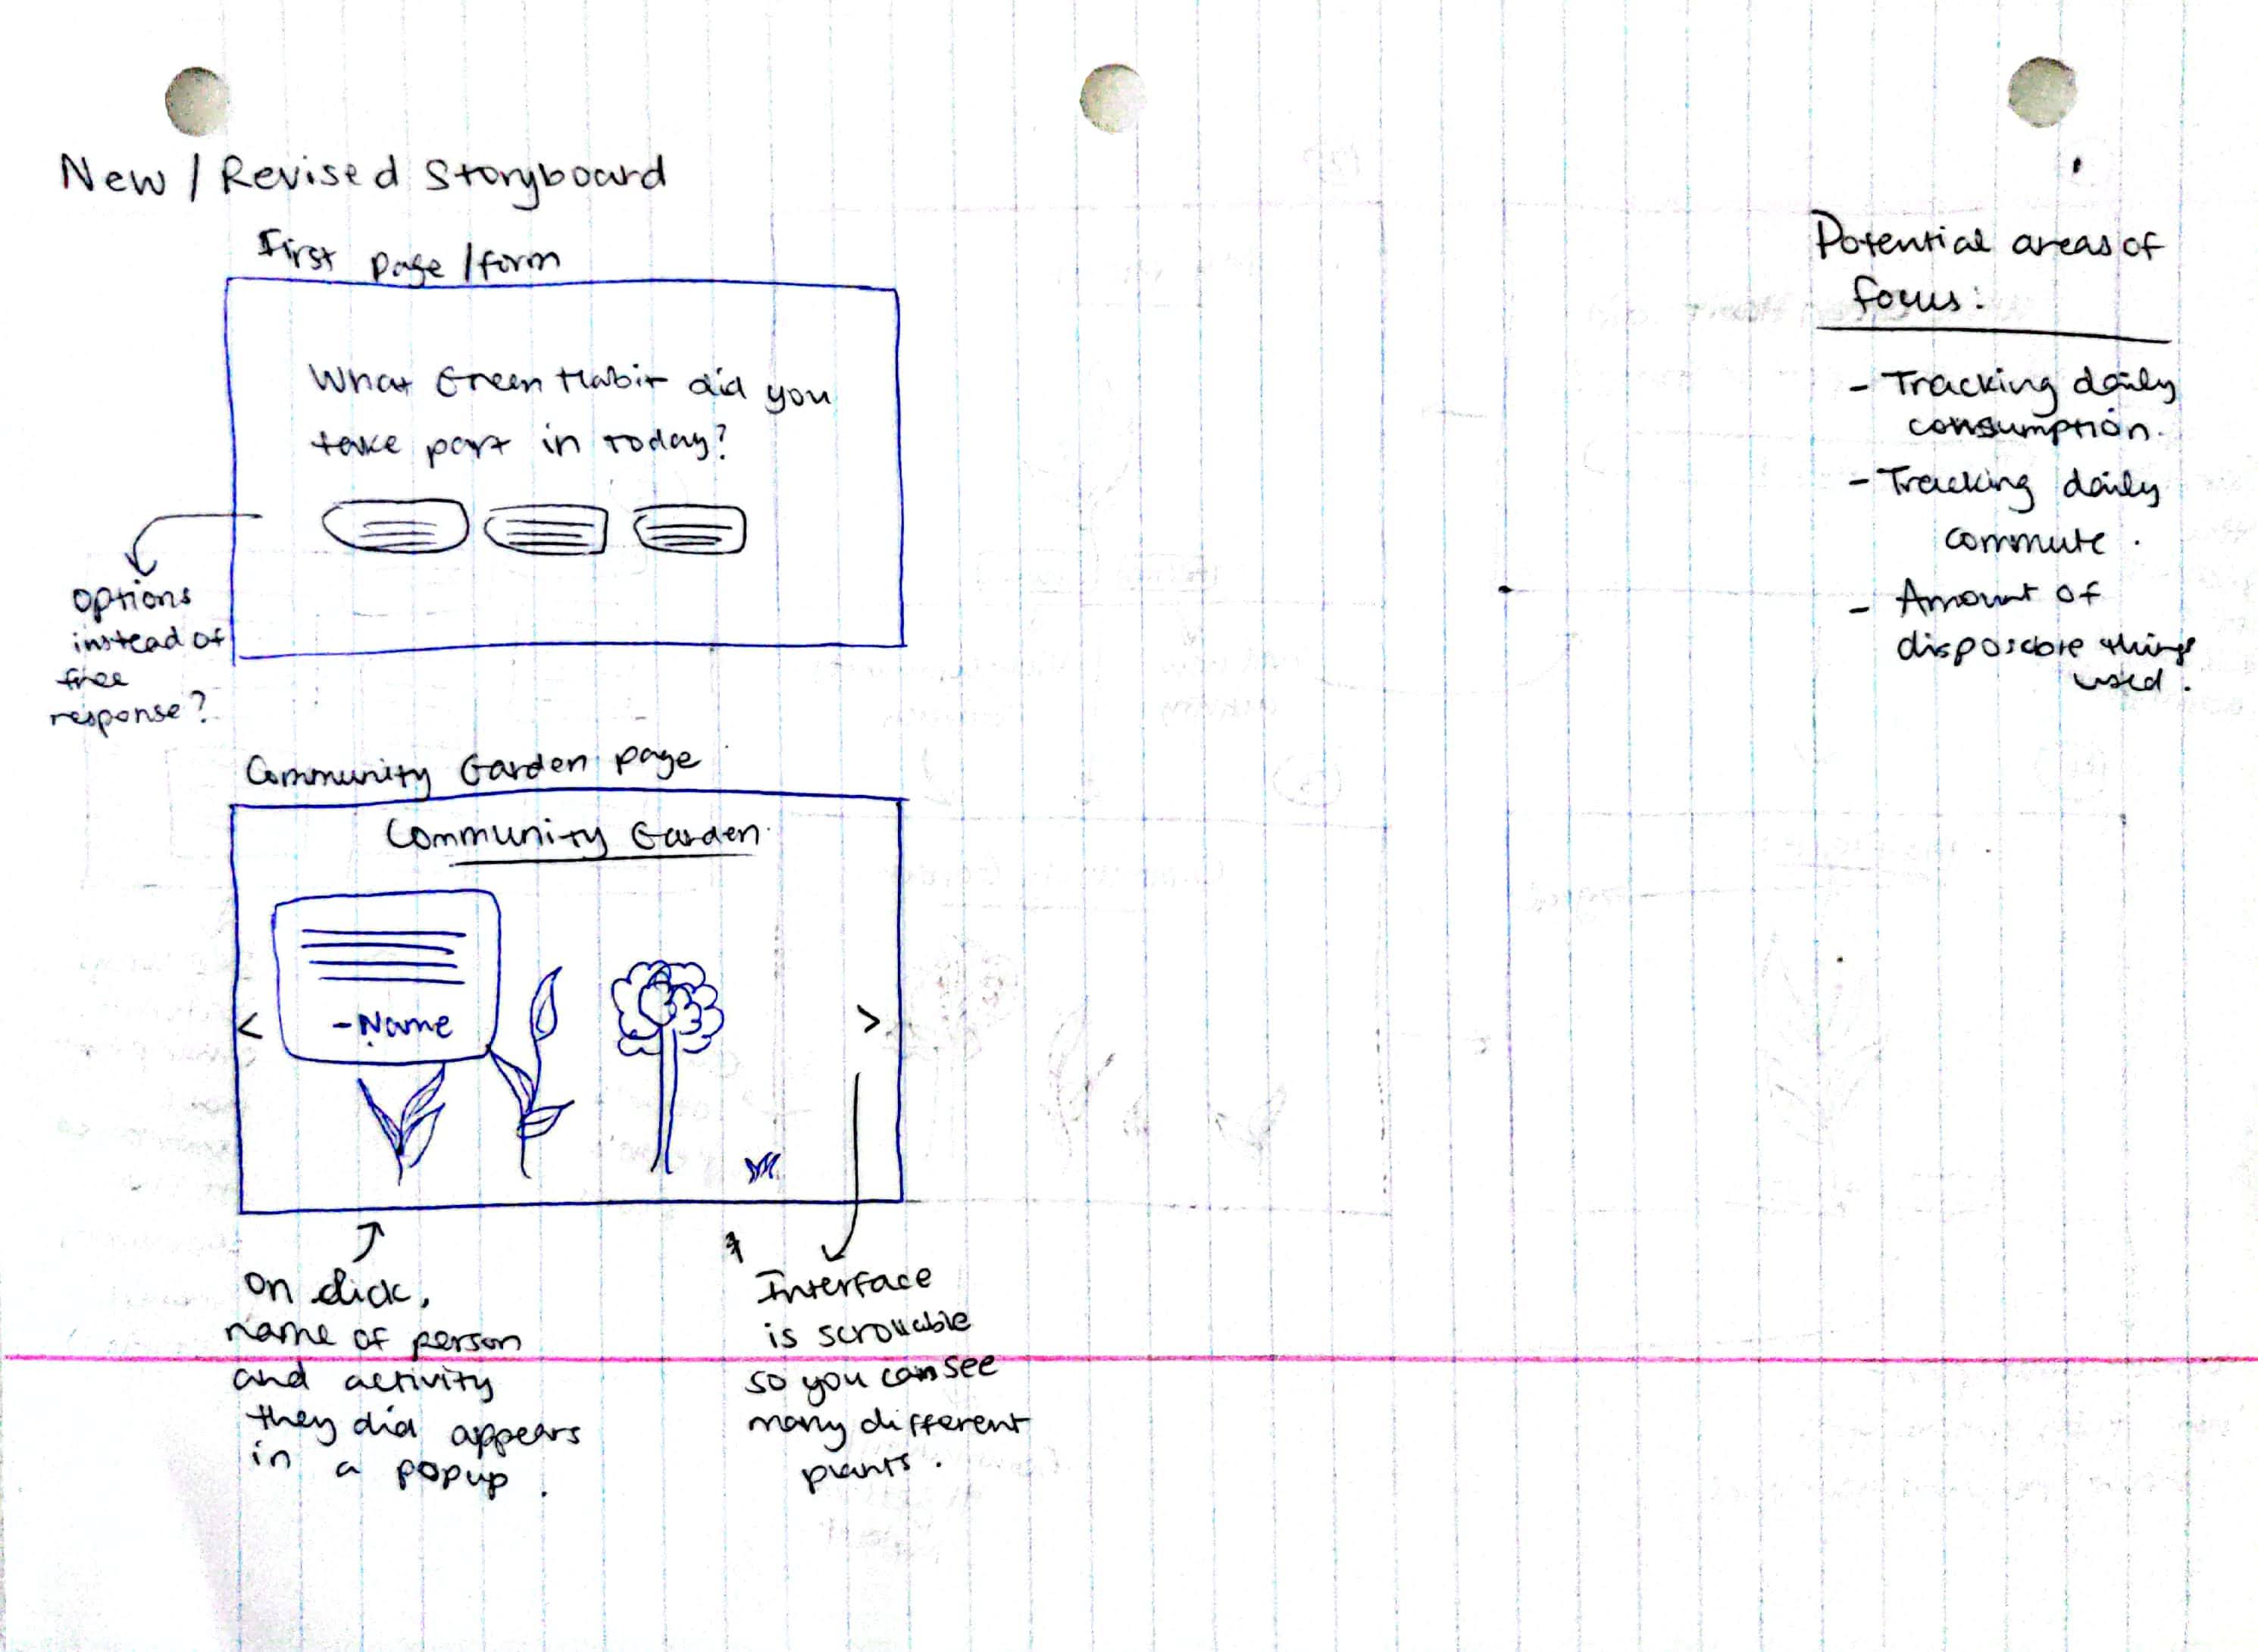 New / Revised Storyboard
First page / form
What Green Habit did you
take part in today?
options
instead of
free
response?
Community Garden page
Community Garden
-Name
<
>
On click,
name of person
and activity
they did appears
in a popup.
Interface
is scrollable
so you can see
many different
plants.
Potential areas of
focus:
- Tracking daily
consumption.
- Tracking daily
commute.
- Amount of
disposable things
used.